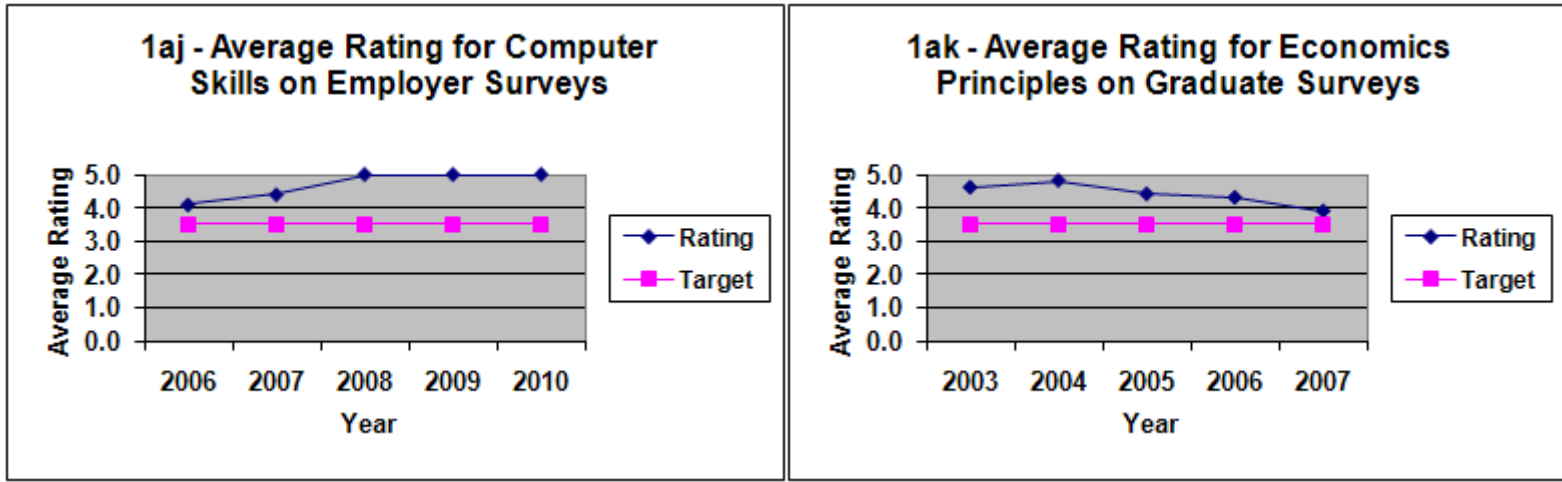 1aj - Average Rating for Computer
Skills on Employer Surveys
Average Rating
5.0
4.0
3.0
2.0
1.0
0.0
2006 2007 2008 2009 2010
Year
Rating
Target
1ak - Average Rating for Economics
Principles on Graduate Surveys
Average Rating
5.0
4.0
3.0
2.0
1.0
0.0
2003 2004 2005 2006 2007
Year
Rating
Target